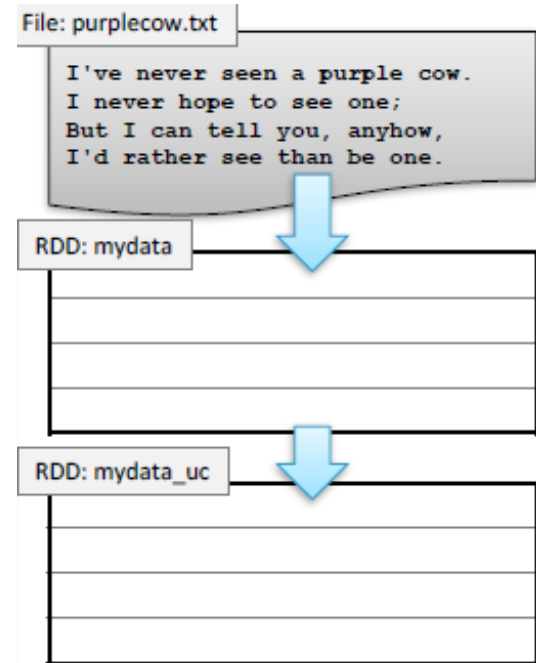 File: purplecow.txt
I've never seen a purple cow.
I never hope to see one;
But I can tell you, anyhow,
I'd rather see than be one.
RDD: mydata
RDD: mydata_uc